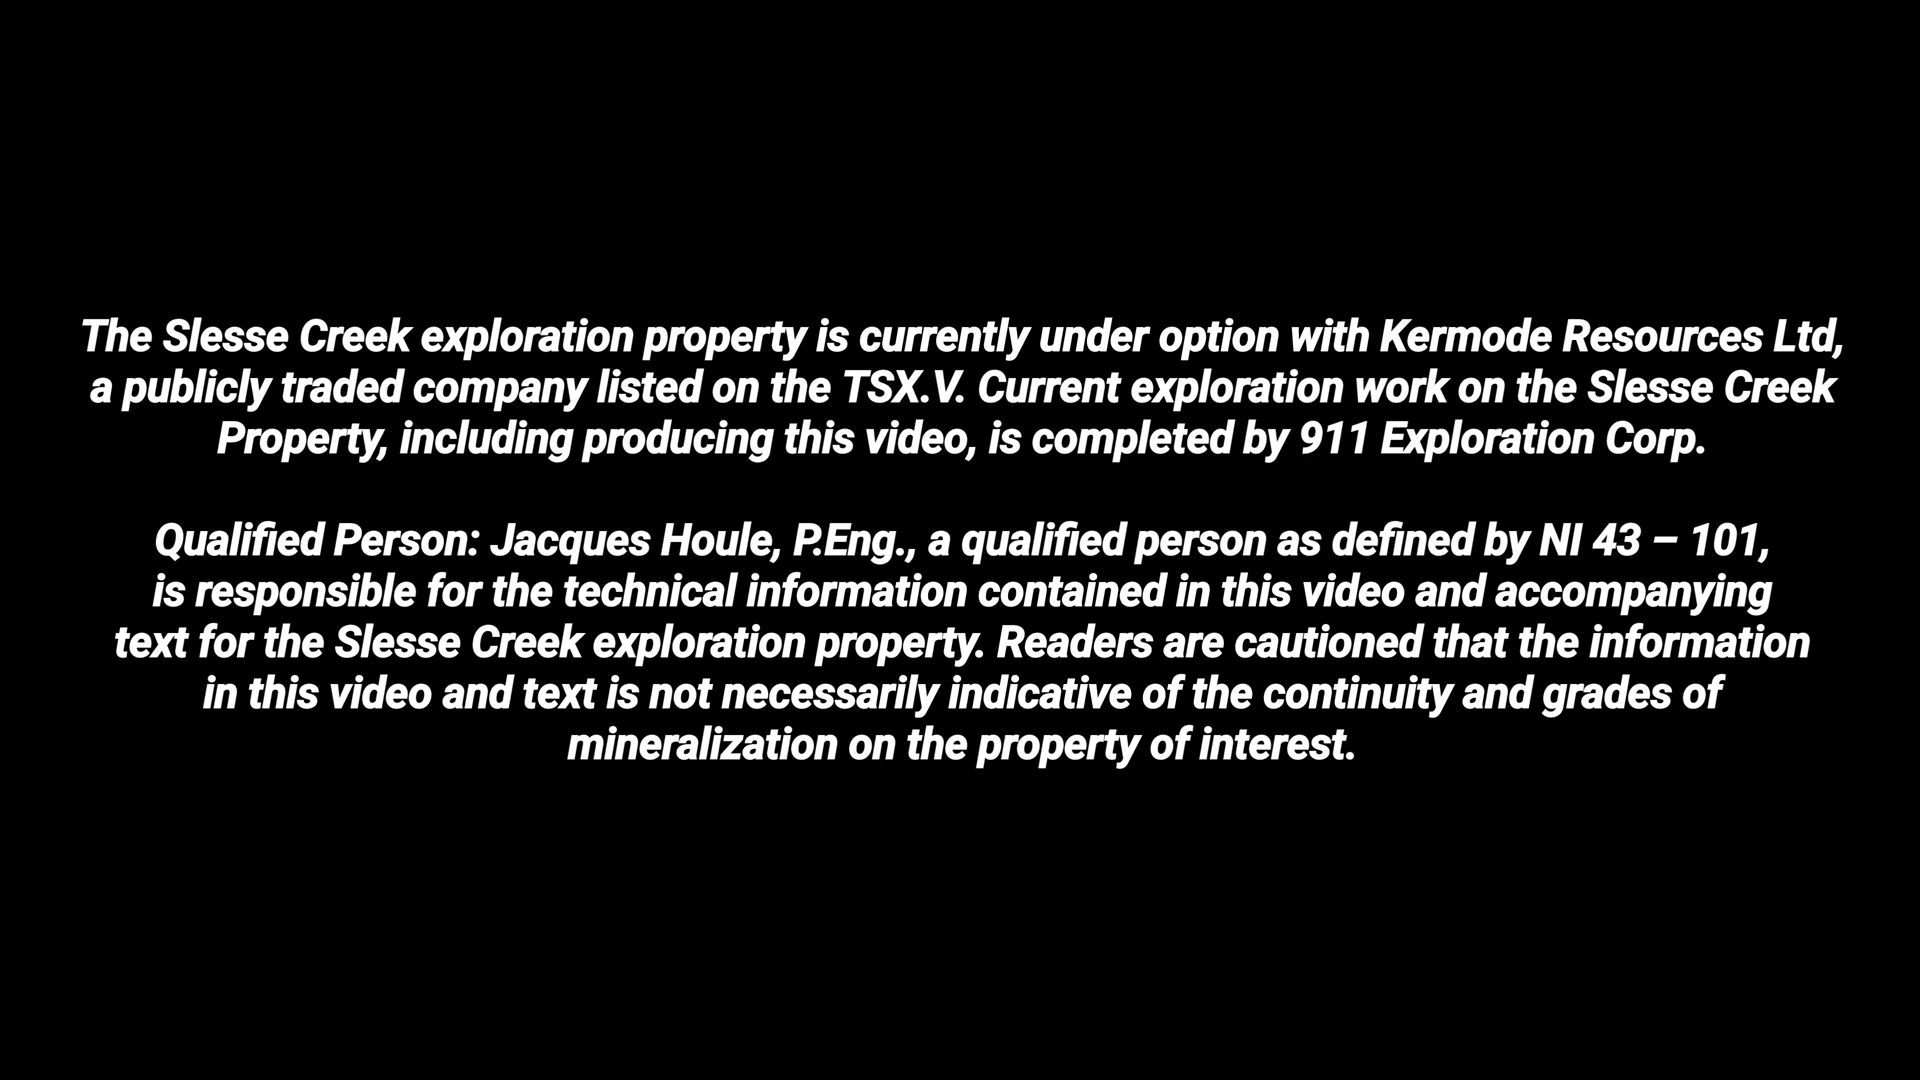 The Slesse Creek exploration property is currently under option with Kermode Resources Ltd,
a publicly traded company listed on the TSX.V. Current exploration work on the Slesse Creek
Property, including producing this video, is completed by 911 Exploration Corp.
Qualified Person: Jacques Houle, P.Eng., a qualified person as defined by NI 43 – 101,
is responsible for the technical information contained in this video and accompanying
text for the Slesse Creek exploration property. Readers are cautioned that the information
in this video and text is not necessarily indicative of the continuity and grades of
mineralization on the property of interest.